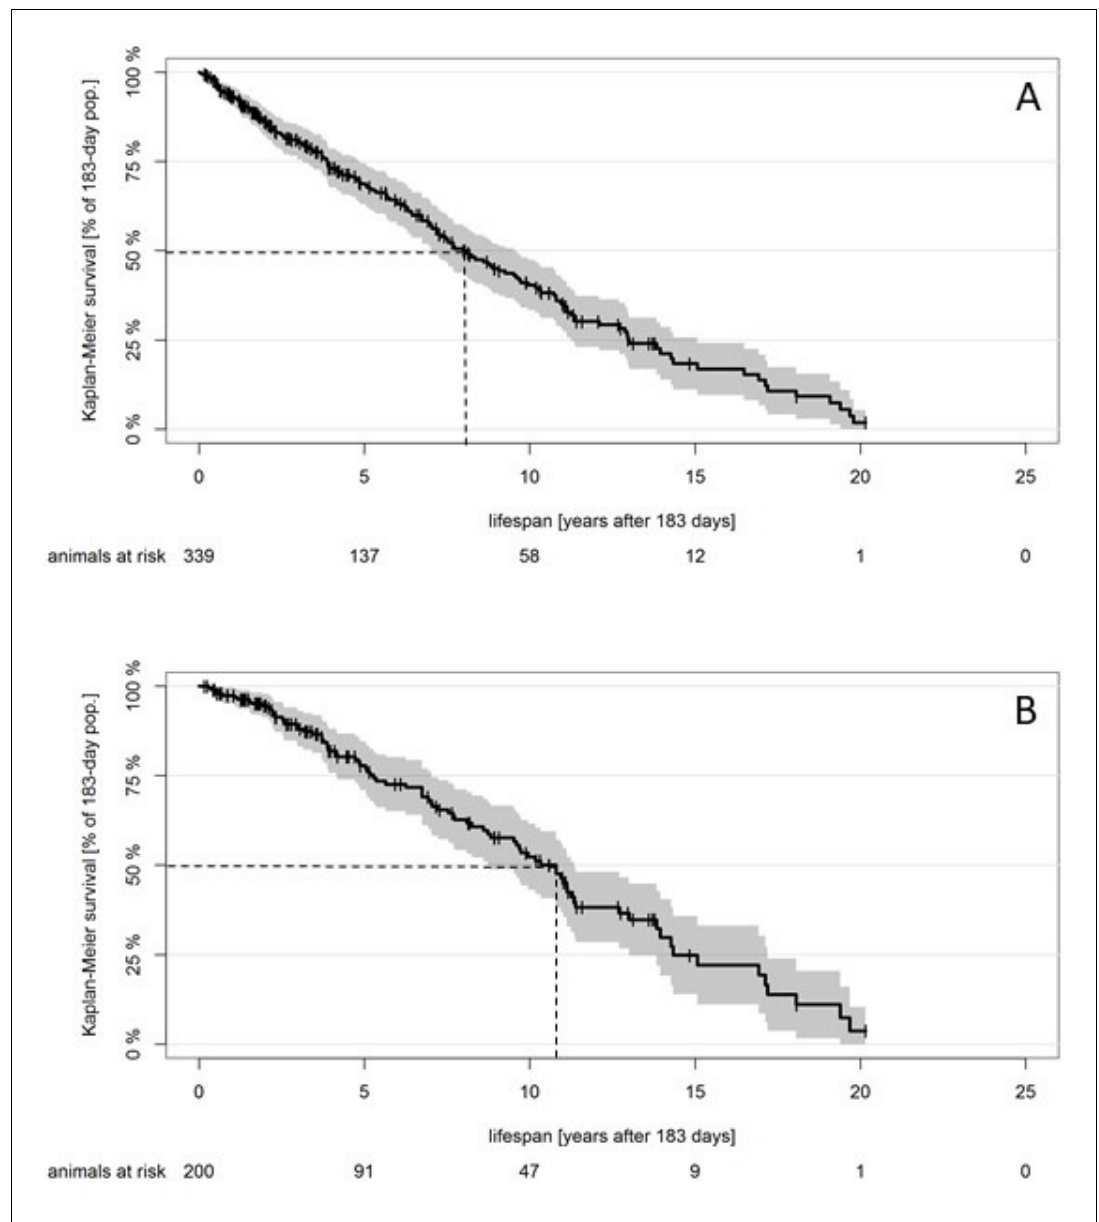 A
Kaplan-Meier survival [% of 183-day pop.]
100 %
75 %
50 %
25 %
0 %
0 5 10 15 20 25
lifespan [years after 183 days]
animals at risk 339 137 58 12 1 0
B
Kaplan-Meier survival [% of 183-day pop.]
100 %
75 %
50 %
25 %
0 %
0 5 10 15 20 25
lifespan [years after 183 days]
animals at risk 200 91 47 9 1 0